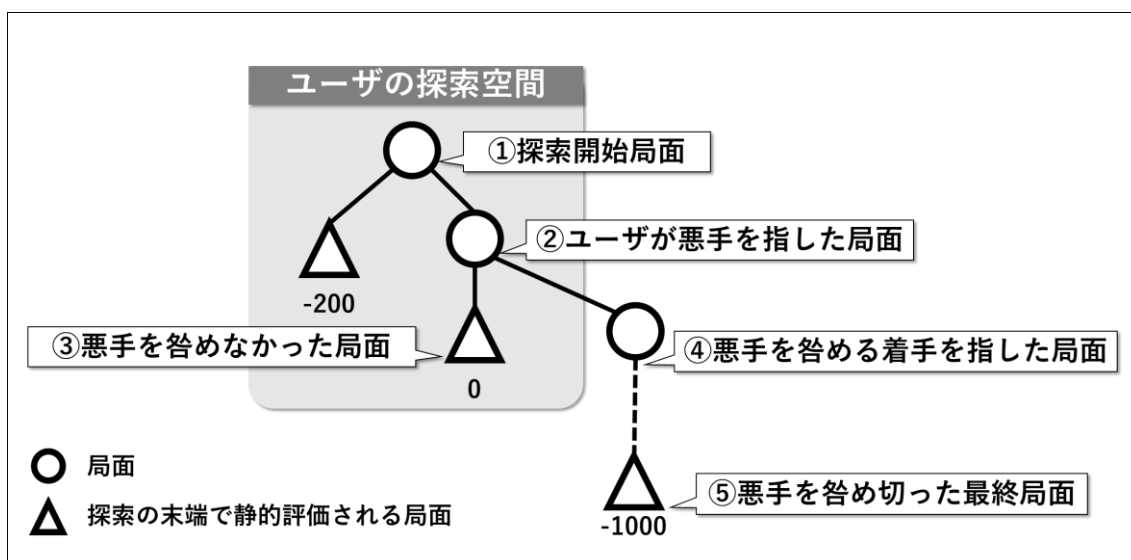 ユーザの探索空間
①探索開始局面
②ユーザが悪手を指した局面
-200
③悪手を咎めなかった局面
0
④悪手を咎める着手を指した局面
局面
探索の末端で静的評価される局面
⑤悪手を咎め切った最終局面
-1000